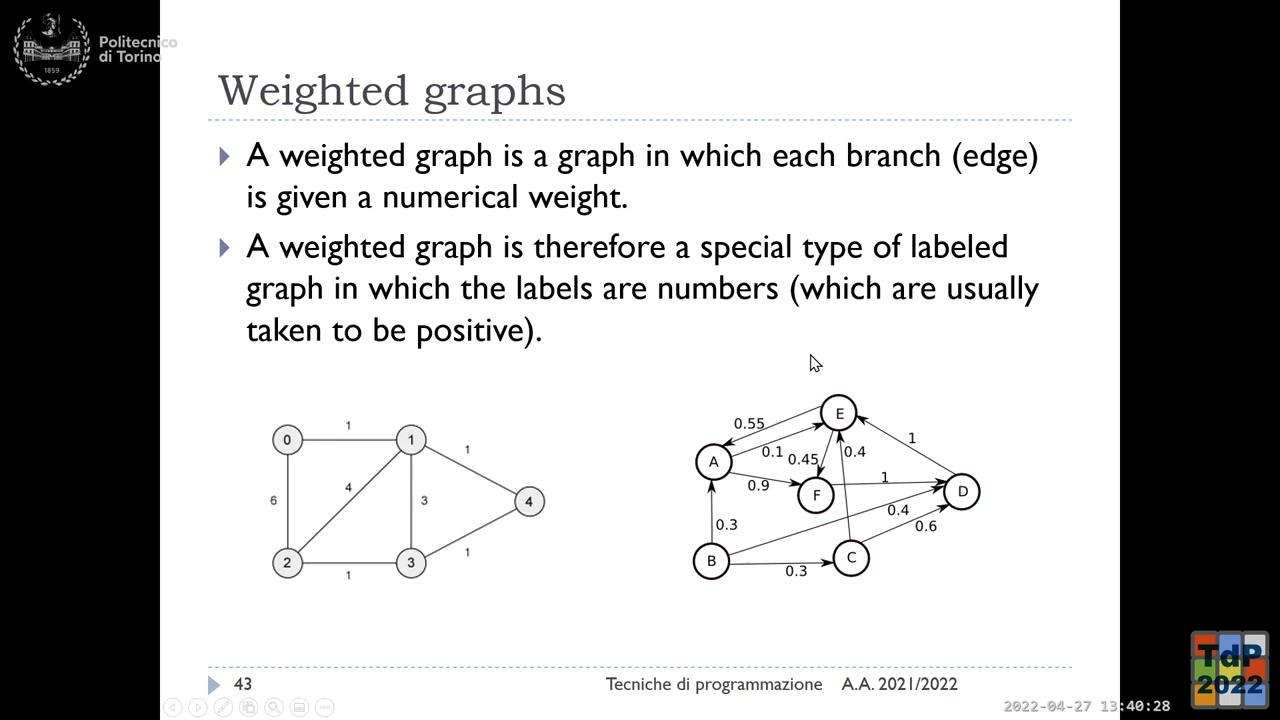 Politecnico
di Torino
1859
Weighted graphs
A weighted graph is a graph in which each branch (edge)
is given a numerical weight.
A weighted graph is therefore a special type of labeled
graph in which the labels are numbers (which are usually
taken to be positive).
0
1
1
1
6
4
3
4
2
1
3
1
E
0.55
A
0.1
0.45
0.4
1
0.9
F
1
D
0.3
0.4
0.6
B
0.3
C
43
Tecniche di programmazione A.A. 2021/2022
TdP
2022
2022-04-27 13:40:28